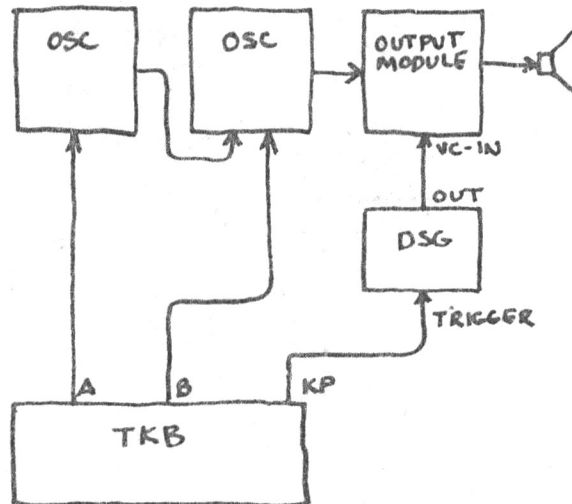 OSC
OSC
OUTPUT
MODULE
VC-IN
OUT
DSG
TRIGGER
A
B
KP
TKB